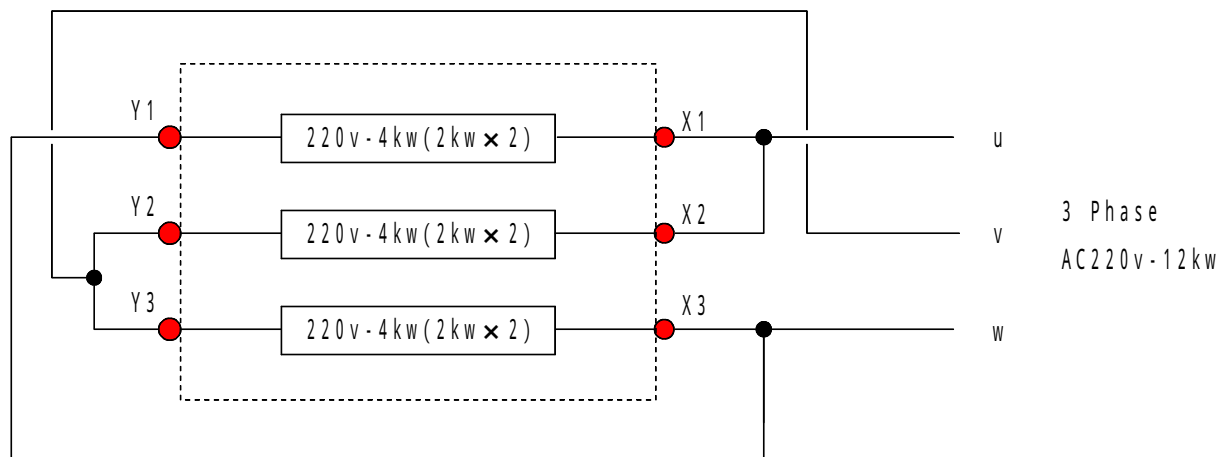 Y1
220v-4kw(2kw×2)
X1
u
Y2
220v-4kw(2kw×2)
X2
v
3 Phase
AC220v-12kw
Y3
220v-4kw(2kw×2)
X3
w